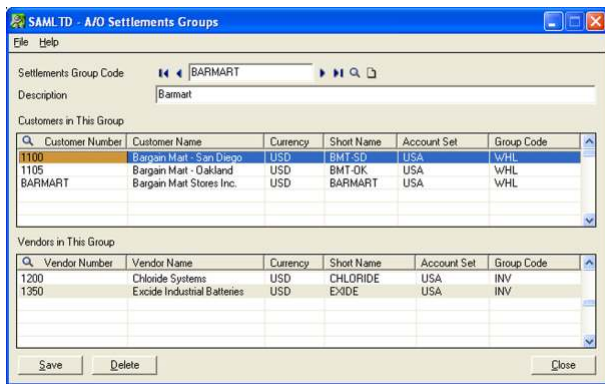 SAMLTD - A/O Settlements Groups
File Help
Settlements Group Code BARMART
Description Barmart
Customers in This Group
Customer Number Customer Name Currency Short Name Account Set Group Code
1100 Bargain Mart - San Diego USD BMT-SD USA WHL
1105 Bargain Mart - Oakland USD BMT-OK USA WHL
BARMART Bargain Mart Stores Inc. USD BARMART USA WHL
Vendors in This Group
Vendor Number Vendor Name Currency Short Name Account Set Group Code
1200 Chloride Systems USD CHLORIDE USA INV
1350 Excide Industrial Batteries USD EXIDE USA INV
Save Delete Close